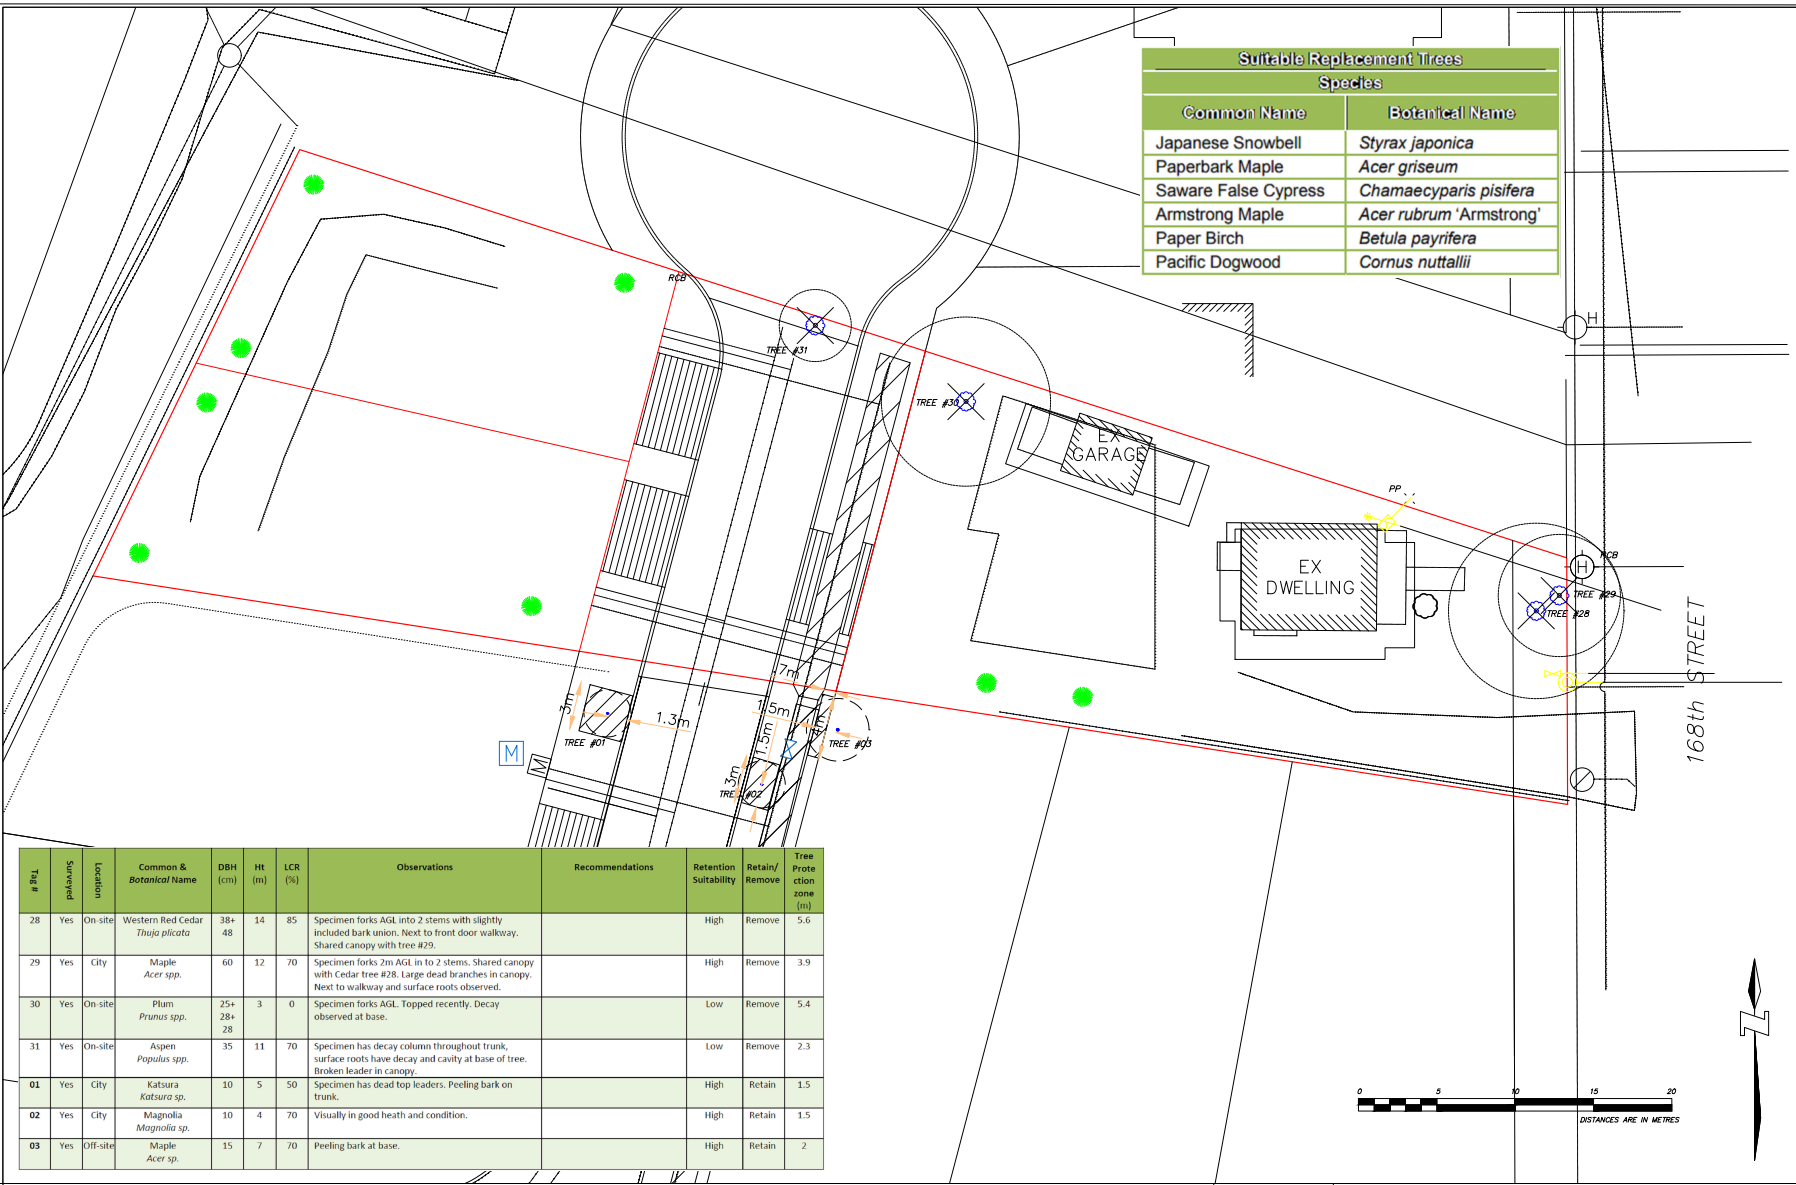 Suitable Replacement Trees
Species
Common Name Botanical Name
Japanese Snowbell Styrax japonica
Paperbark Maple Acer griseum
Saware False Cypress Chamaecyparis pisifera
Armstrong Maple Acer rubrum 'Armstrong'
Paper Birch Betula payrifera
Pacific Dogwood Cornus nuttallii
RCB
H
TREE #31
TREE #30
EX
GARAGE
PP
EX
DWELLING
H
RCB
TREE #29
TREE #28
168th STREET
.7m
3m
1.3m
1.5m
1.5m
4m
TREE #01
TREE #03
M
M
3m
TREE #02
Tag # Surveyed Location Common & Botanical Name DBH (cm) Ht (m) LCR (%) Observations Recommendations Retention Suitability Retain/ Remove Tree Prote ction zone (m)
28 Yes On-site Western Red Cedar 38+ 14 85 Specimen forks AGL into 2 stems with slightly High Remove 5.6
Thuja plicata 48 included bark union. Next to front door walkway.
Shared canopy with tree #29.
29 Yes City Maple 60 12 70 Specimen forks 2m AGL in to 2 stems. Shared canopy High Remove 3.9
Acer spp. with Cedar tree #28. Large dead branches in canopy.
Next to walkway and surface roots observed.
30 Yes On-site Plum 25+ 3 0 Specimen forks AGL. Topped recently. Decay Low Remove 5.4
Prunus spp. 28+ observed at base.
28
31 Yes On-site Aspen 35 11 70 Specimen has decay column throughout trunk, Low Remove 2.3
Populus spp. surface roots have decay and cavity at base of tree.
Broken leader in canopy.
01 Yes City Katsura 10 5 50 Specimen has dead top leaders. Peeling bark on High Retain 1.5
Katsura sp. trunk.
02 Yes City Magnolia 10 4 70 Visually in good heath and condition. High Retain 1.5
Magnolia sp.
03 Yes Off-site Maple 15 7 70 Peeling bark at base. High Retain 2
Acer sp.
0 5 10 15 20
DISTANCES ARE IN METRES
N